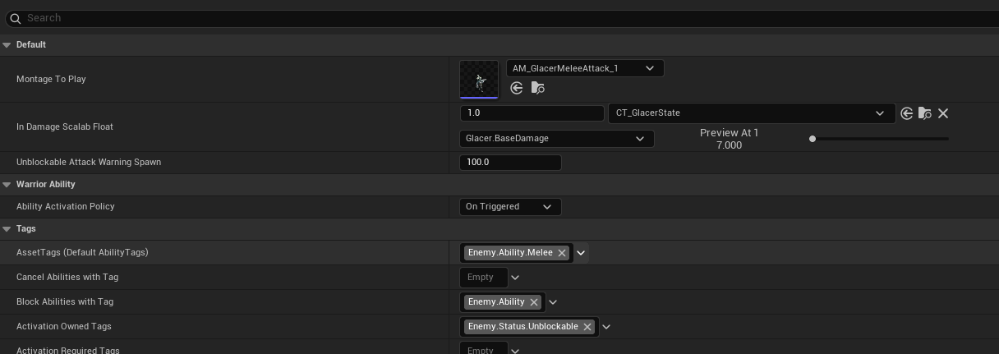 Search
Default
Montage To Play
AM_GlacerMeleeAttack_1
In Damage Scalab Float
1.0
CT_GlacerState
Glacer.BaseDamage
Preview At 1
7.000
Unblockable Attack Warning Spawn
100.0
Warrior Ability
Ability Activation Policy
On Triggered
Tags
AssetTags (Default AbilityTags)
Enemy.Ability.Melee
Cancel Abilities with Tag
Empty
Block Abilities with Tag
Enemy.Ability
Activation Owned Tags
Enemy.Status.Unblockable
Activation Required Tags
Empty